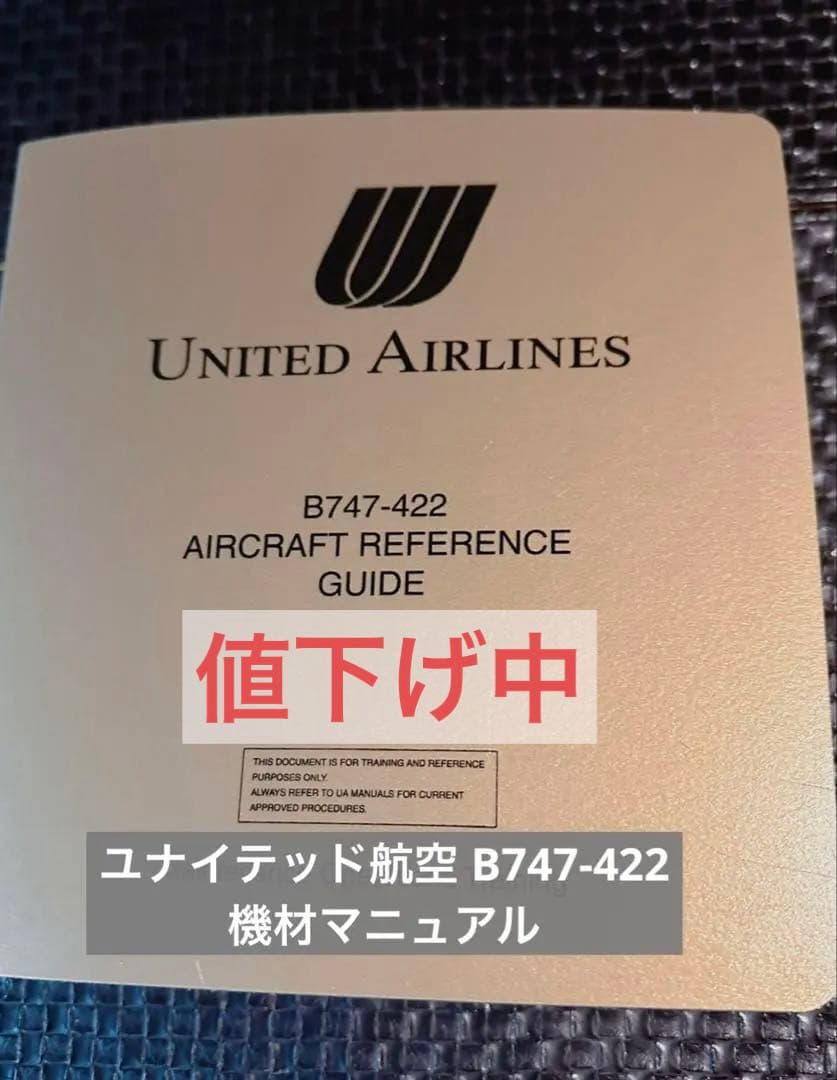 UNITED AIRLINES
B747-422
AIRCRAFT REFERENCE
GUIDE
値下げ中
THIS DOCUMENT IS FOR TRAINING AND REFERENCE
PURPOSES ONLY.
ALWAYS REFER TO UA MANUALS FOR CURRENT
APPROVED PROCEDURES.
ユナイテッド航空 B747-422
機材マニュアル